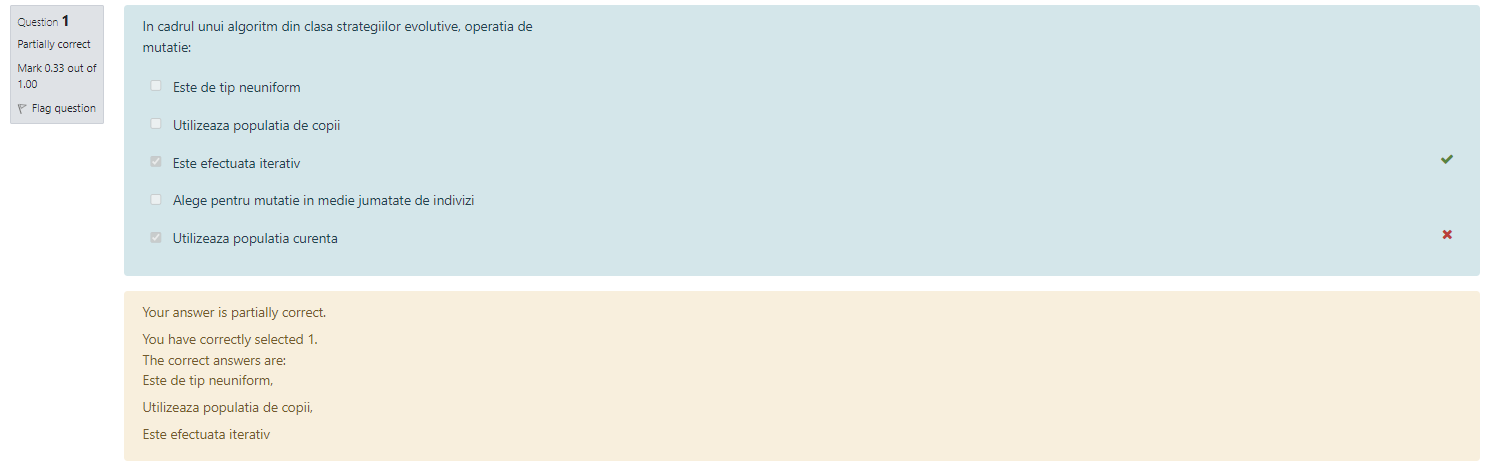 Question 1
Partially correct
Mark 0.33 out of
1.00
Flag question
In cadrul unui algoritm din clasa strategiilor evolutive, operatia de
mutatie:
Este de tip neuniform
Utilizeaza populatia de copii
Este efectuata iterativ
Alege pentru mutatie in medie jumatate de indivizi
Utilizeaza populatia curenta
Your answer is partially correct.
You have correctly selected 1.
The correct answers are:
Este de tip neuniform,
Utilizeaza populatia de copii,
Este efectuata iterativ